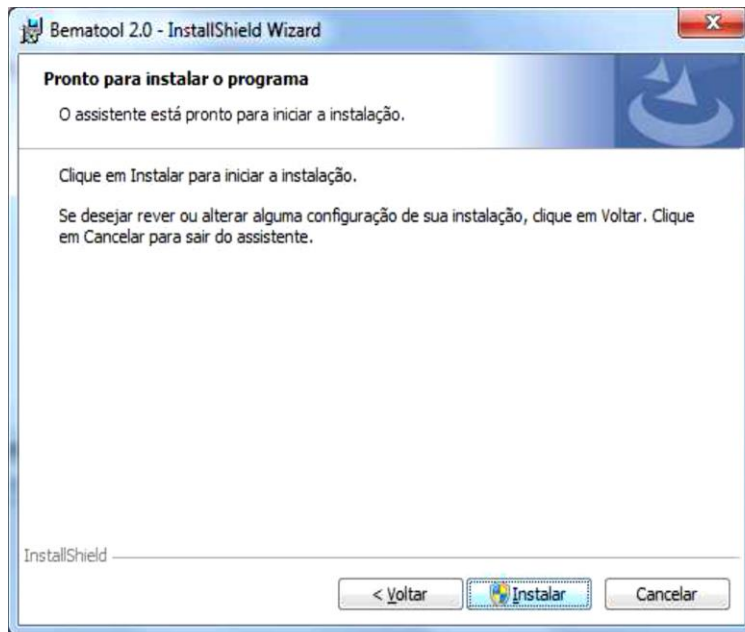 Bematool 2.0 - InstallShield Wizard
Pronto para instalar o programa
O assistente está pronto para iniciar a instalação.
Clique em Instalar para iniciar a instalação.
Se desejar rever ou alterar alguma configuração de sua instalação, clique em Voltar. Clique
em Cancelar para sair do assistente.
InstallShield
< Voltar Instalar Cancelar